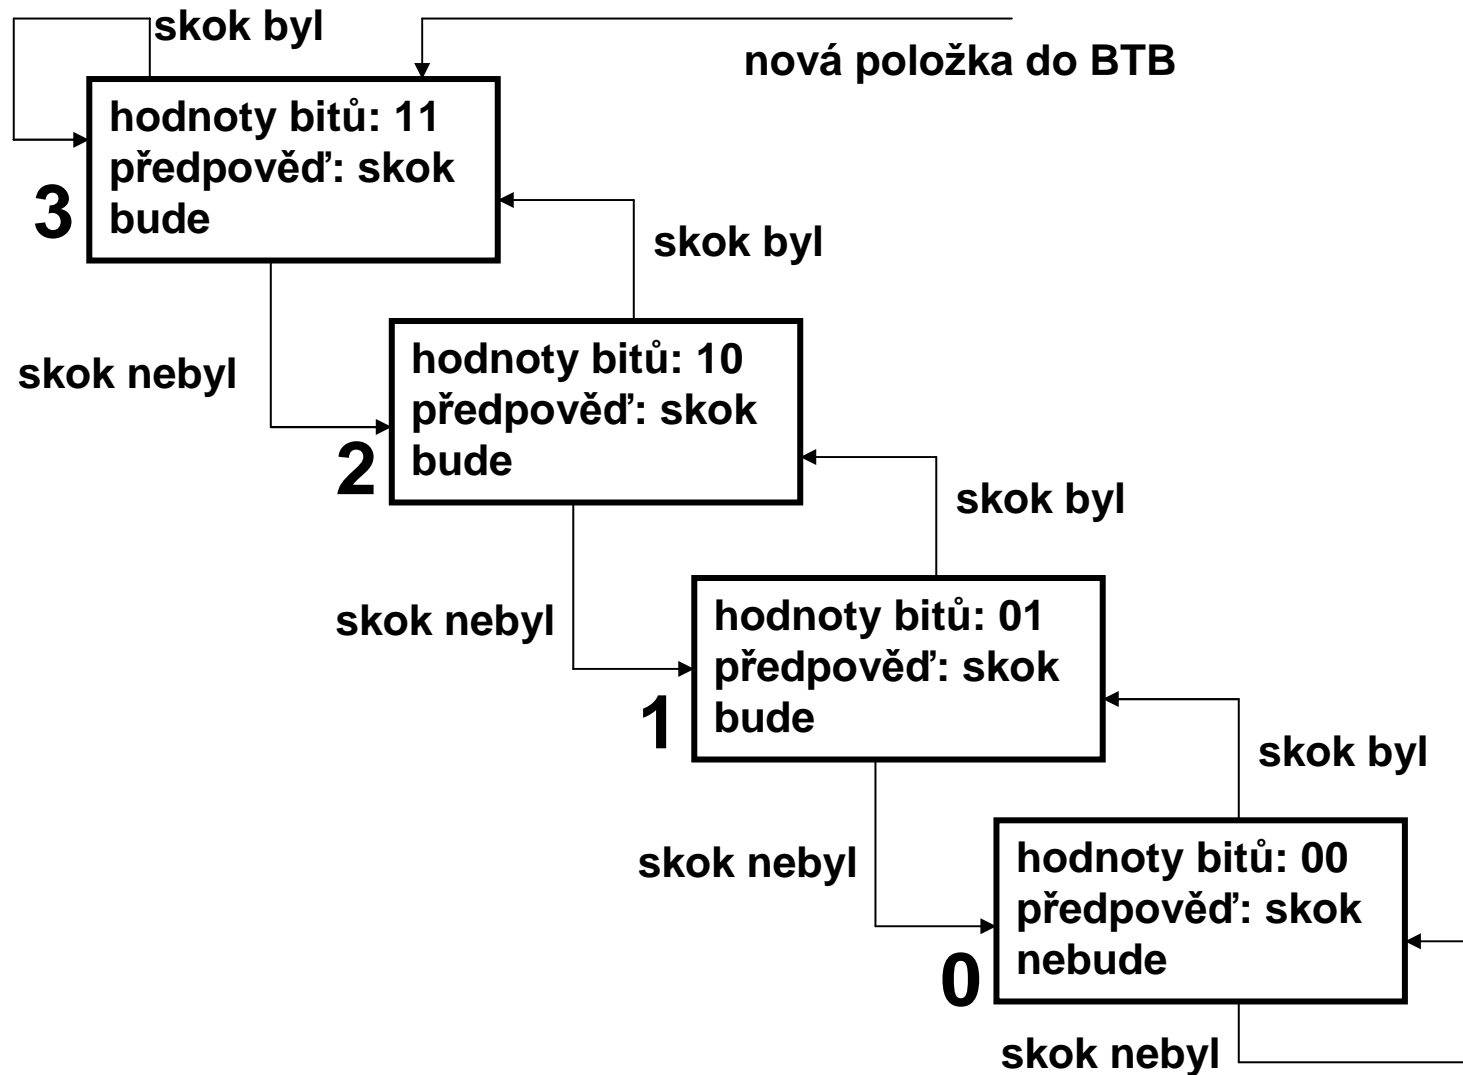 skok byl
nová položka do BTB
hodnoty bitů: 11
předpověď: skok
bude
3
skok byl
skok nebyl
hodnoty bitů: 10
předpověď: skok
bude
2
skok byl
skok nebyl
hodnoty bitů: 01
předpověď: skok
bude
1
skok byl
skok nebyl
hodnoty bitů: 00
předpověď: skok
nebude
0
skok nebyl